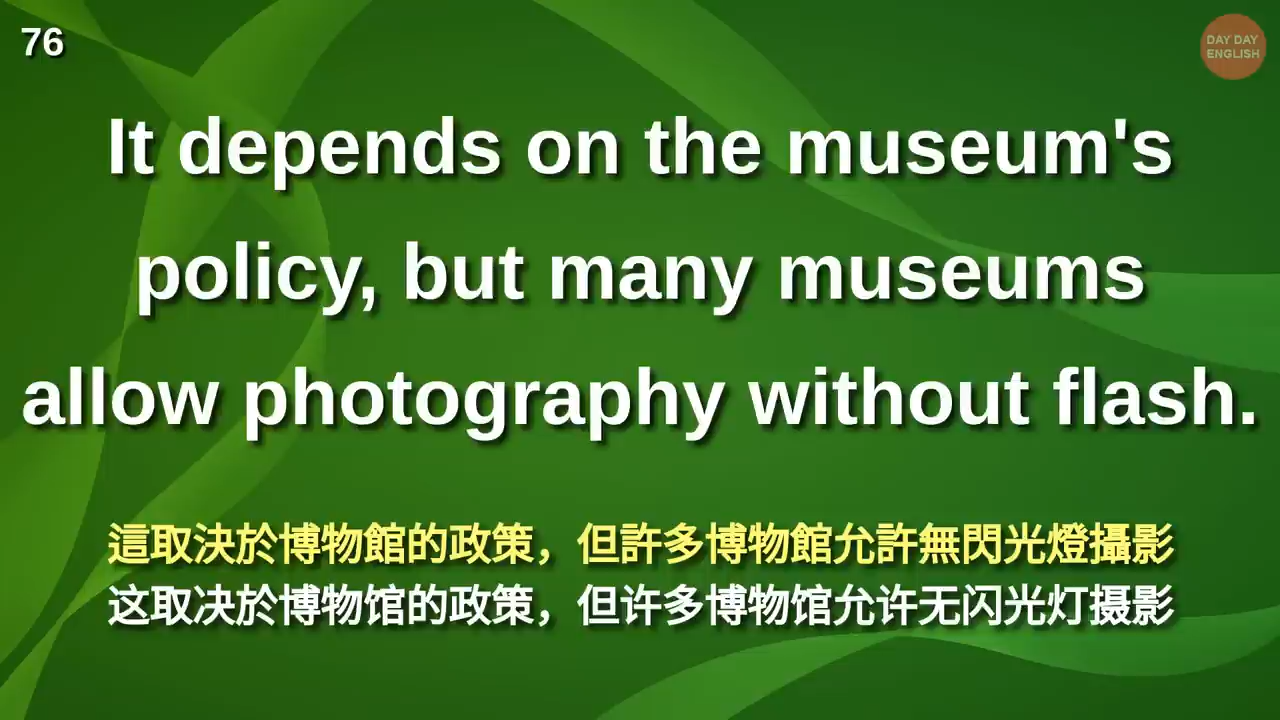 76
DAY DAY
ENGLISH
It depends on the museum's
policy, but many museums
allow photography without flash.
這取決於博物館的政策，但許多博物館允許無閃光燈攝影
这取决於博物馆的政策，但许多博物馆允许无闪光灯摄影